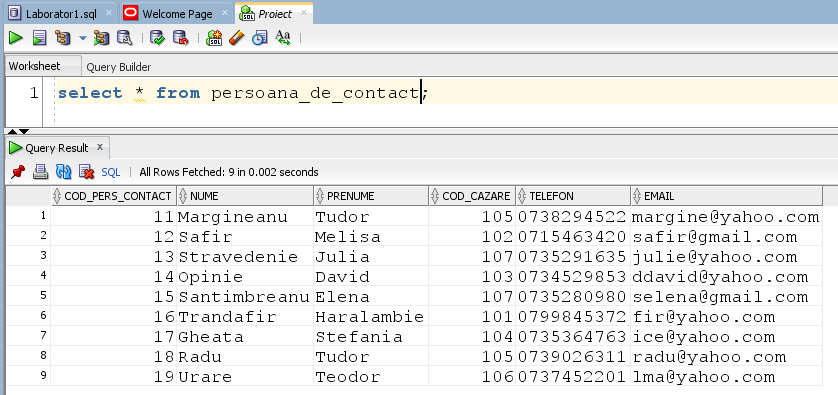 Laborator1.sql Welcome Page Proiect
Worksheet Query Builder
1 select * from persoana_de_contact;
Query Result
SQL All Rows Fetched: 9 in 0.002 seconds
COD_PERS_CONTACT NUME PRENUME COD_CAZARE TELEFON EMAIL
1 11 Margineanu Tudor 105 0738294522 margine@yahoo.com
2 12 Safir Melisa 102 0715463420 safir@gmail.com
3 13 Stravedenie Julia 107 0735291635 julie@yahoo.com
4 14 Opinie David 103 0734529853 ddavid@yahoo.com
5 15 Santimbreanu Elena 107 0735280980 selena@gmail.com
6 16 Trandafir Haralambie 101 0799845372 fir@yahoo.com
7 17 Gheata Stefania 104 0735364763 ice@yahoo.com
8 18 Radu Tudor 105 0739026311 radu@yahoo.com
9 19 Urare Teodor 106 0737452201 lma@yahoo.com